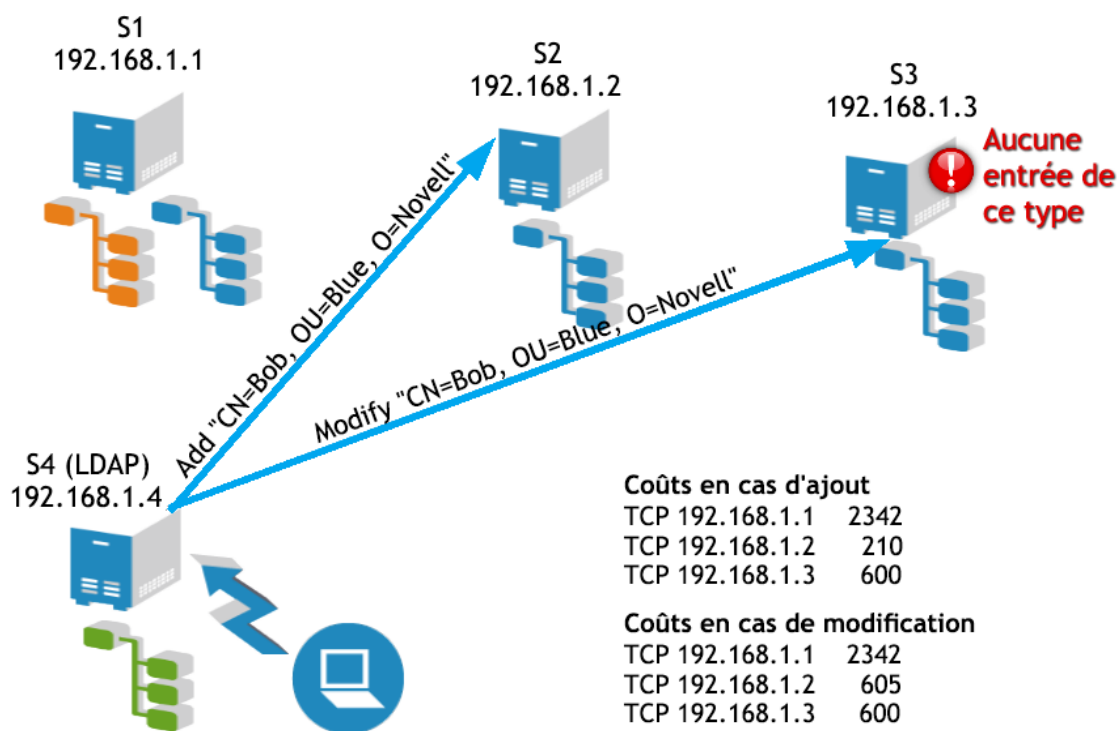 S1
192.168.1.1
S2
192.168.1.2
S3
192.168.1.3
Aucune
entrée de
ce type
Add "CN=Bob, OU=Blue, O=Novell"
Modify "CN=Bob, OU=Blue, O=Novell"
S4 (LDAP)
192.168.1.4
Coûts en cas d'ajout
TCP 192.168.1.1 2342
TCP 192.168.1.2 210
TCP 192.168.1.3 600
Coûts en cas de modification
TCP 192.168.1.1 2342
TCP 192.168.1.2 605
TCP 192.168.1.3 600